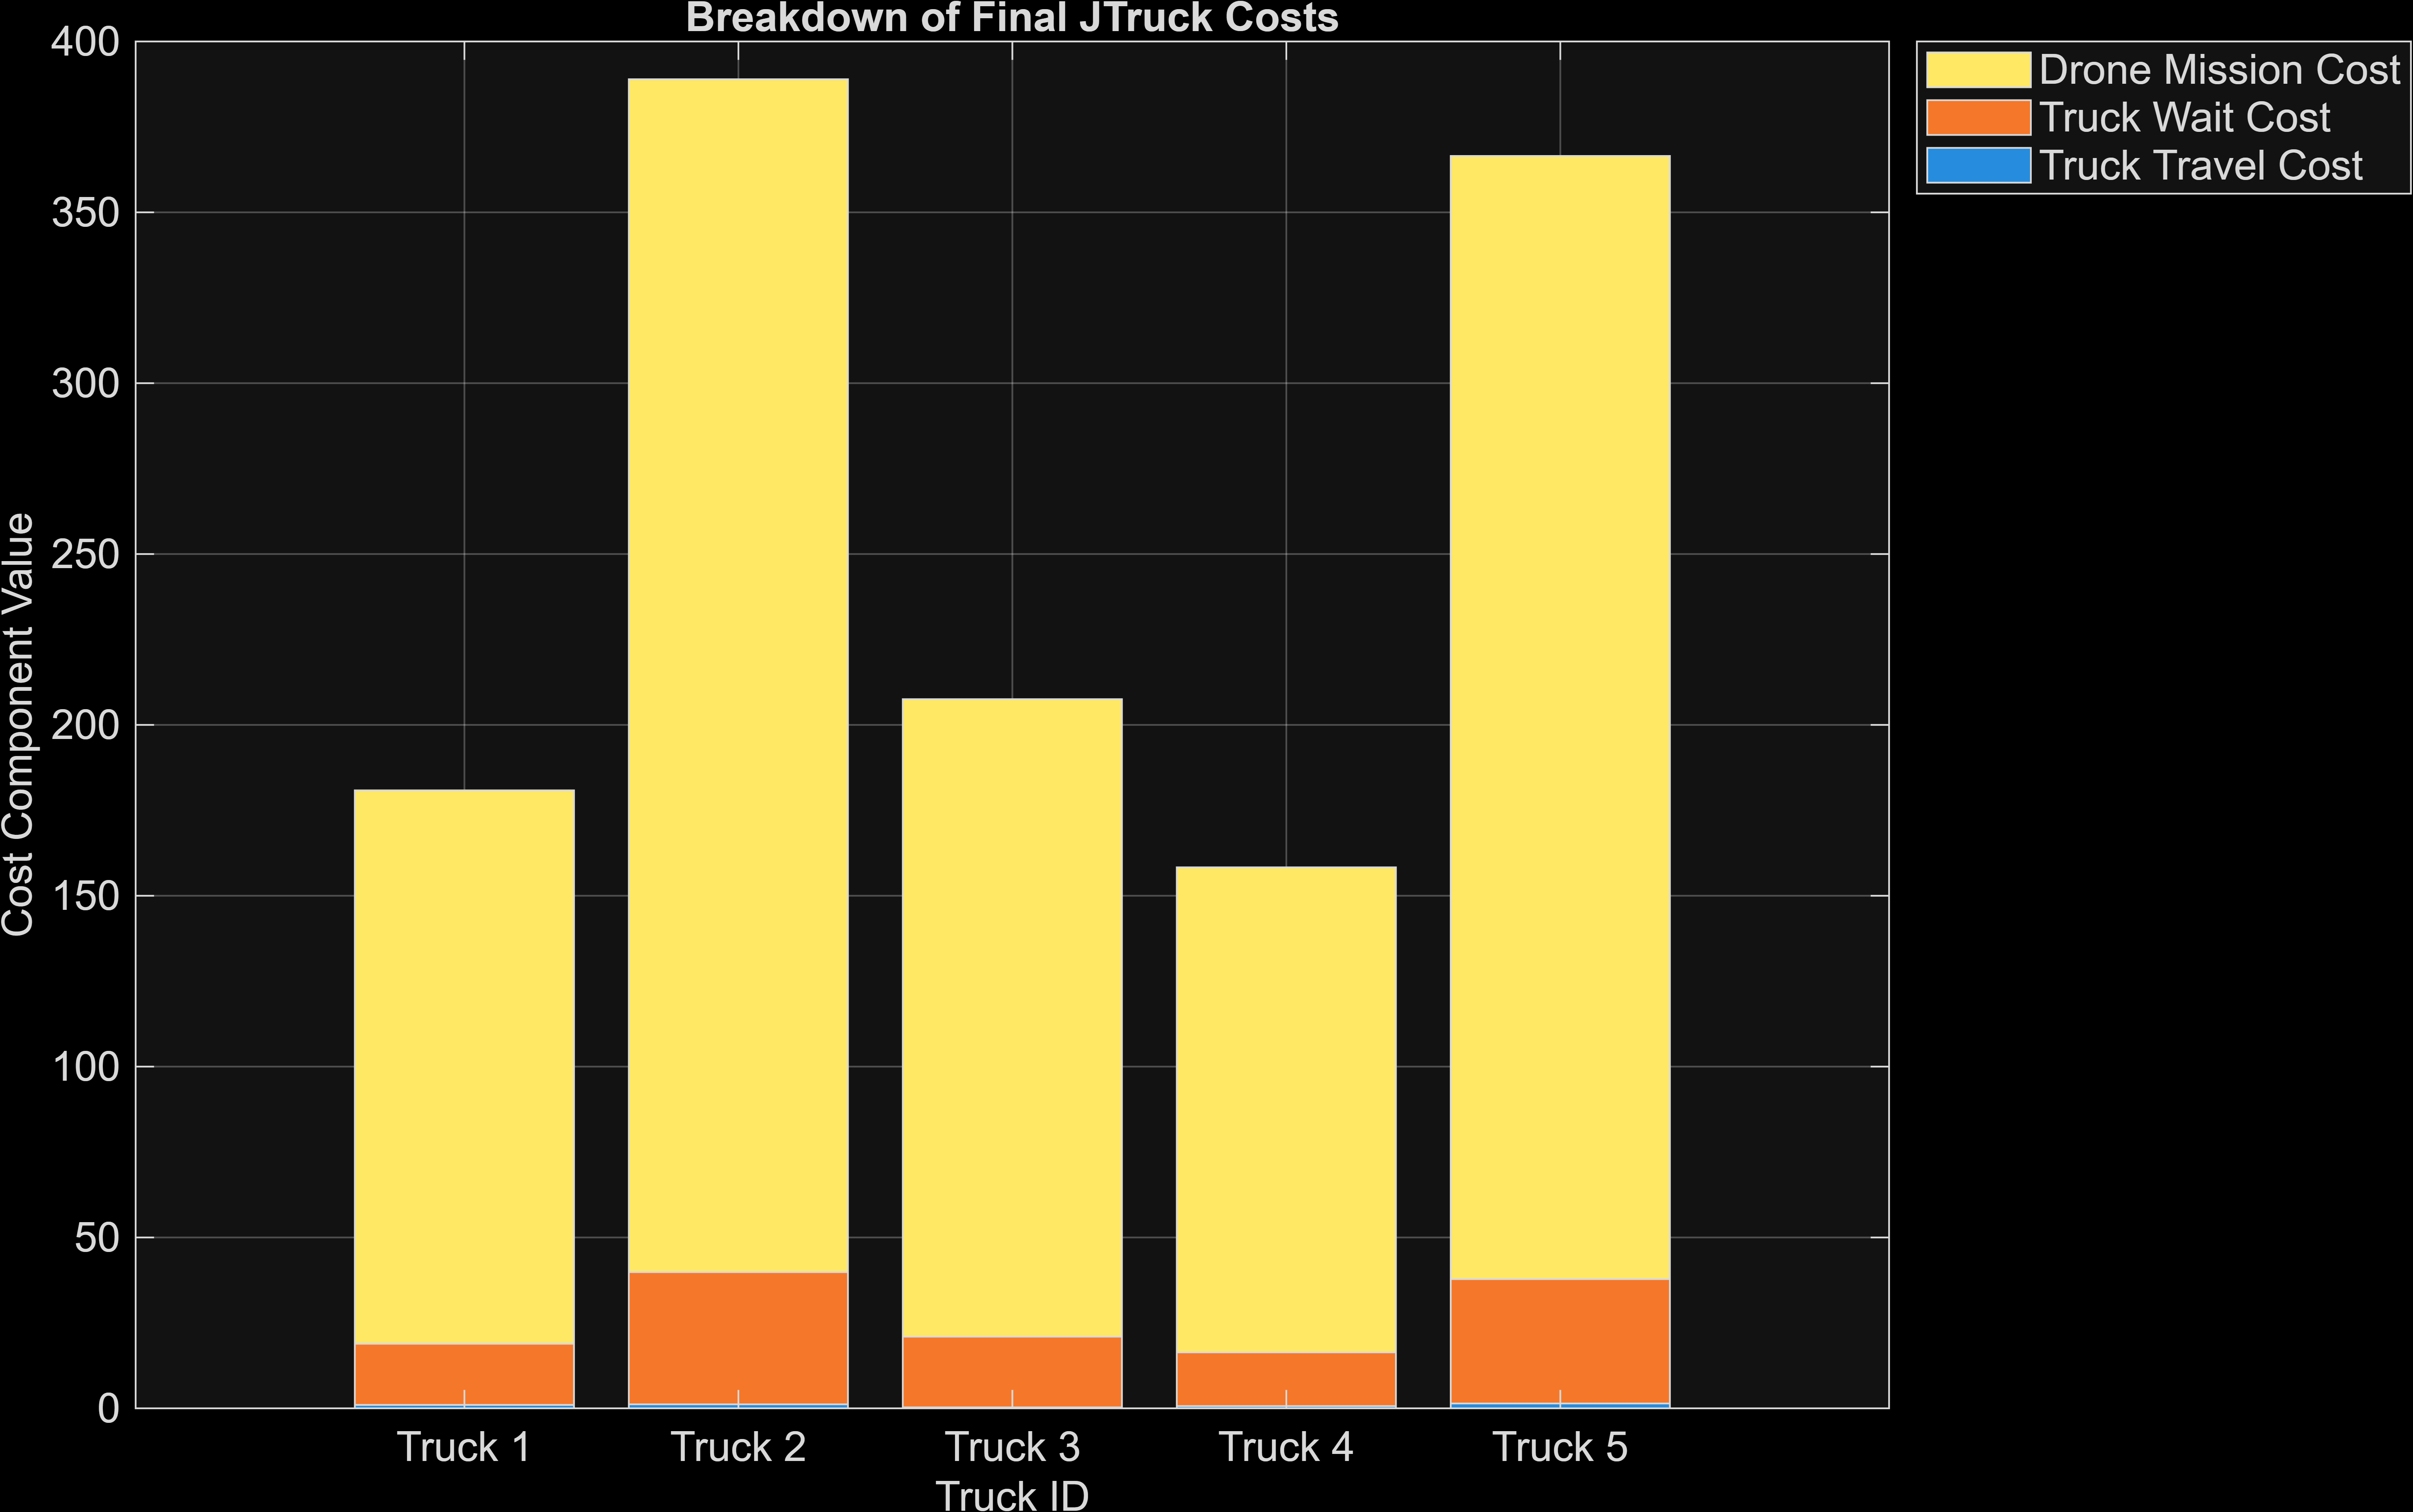 Breakdown of Final JTruck Costs
Drone Mission Cost
Truck Wait Cost
Truck Travel Cost
Cost Component Value
400
350
300
250
200
150
100
50
0
Truck 1
Truck 2
Truck 3
Truck 4
Truck 5
Truck ID